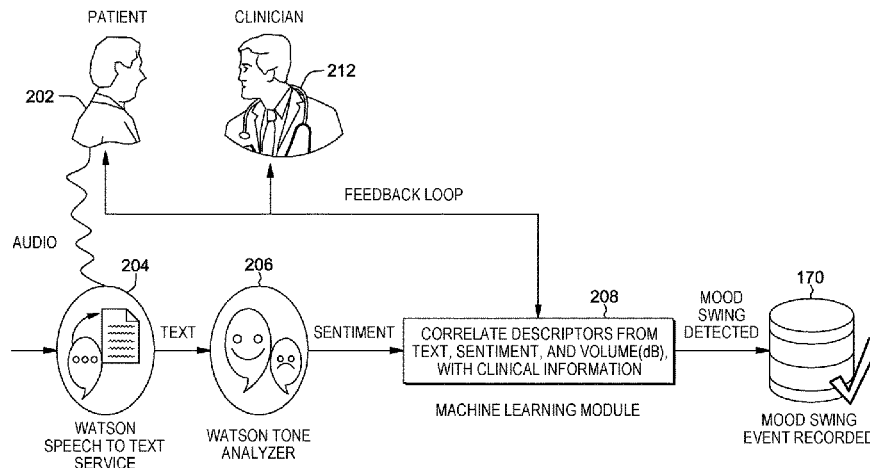 PATIENT
CLINICIAN
202
212
FEEDBACK LOOP
AUDIO
204
206
208
170
TEXT
SENTIMENT
CORRELATE DESCRIPTORS FROM
TEXT, SENTIMENT, AND VOLUME(dB),
WITH CLINICAL INFORMATION
MOOD
SWING
DETECTED
WATSON
SPEECH TO TEXT
SERVICE
WATSON TONE
ANALYZER
MACHINE LEARNING MODULE
MOOD SWING
EVENT RECORDED